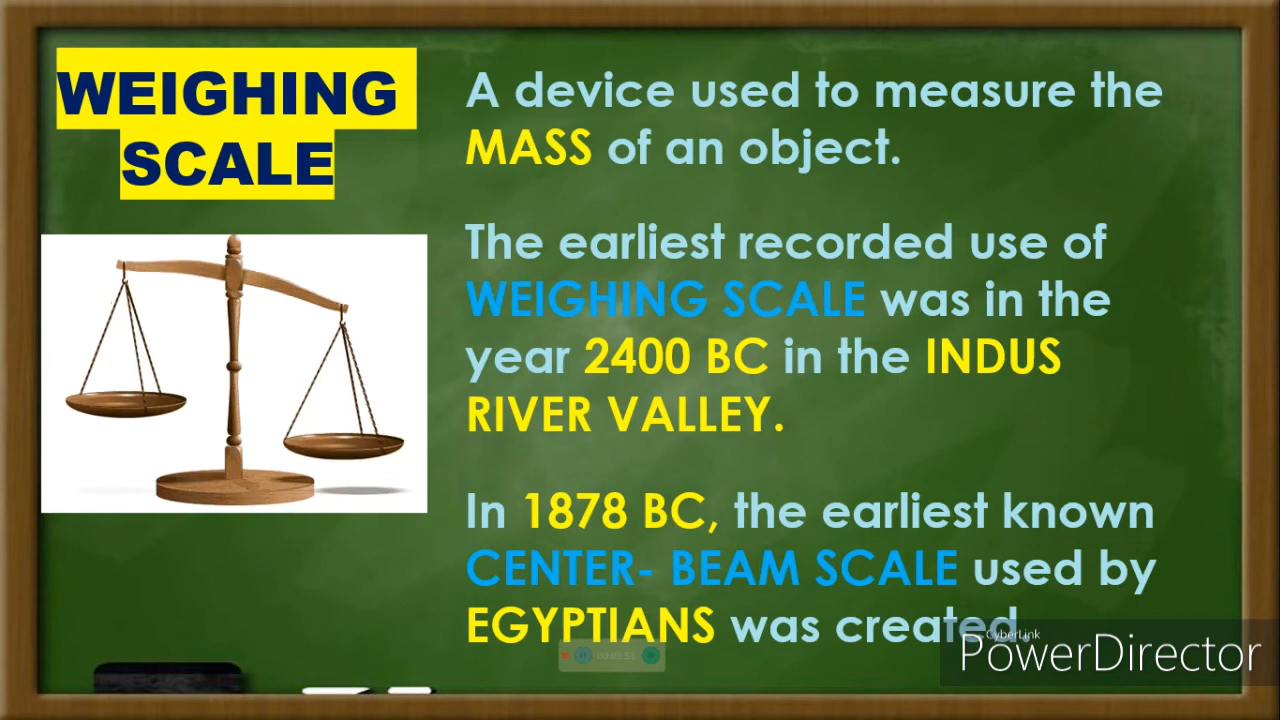 WEIGHING
SCALE
A device used to measure the
MASS of an object.
The earliest recorded use of
WEIGHING SCALE was in the
year 2400 BC in the INDUS
RIVER VALLEY.
In 1878 BC, the earliest known
CENTER- BEAM SCALE used by
EGYPTIANS was created.
CyberLink
PowerDirector